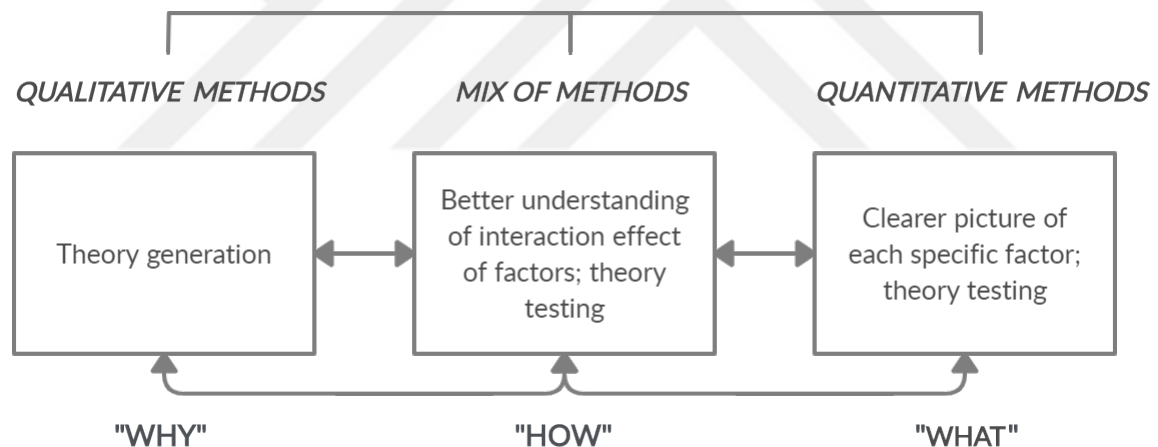 QUALITATIVE METHODS
MIX OF METHODS
QUANTITATIVE METHODS
Theory generation
Better understanding
of interaction effect
of factors; theory
testing
Clearer picture of
each specific factor;
theory testing
"WHY"
"HOW"
"WHAT"